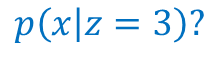 p(x|z = 3)?